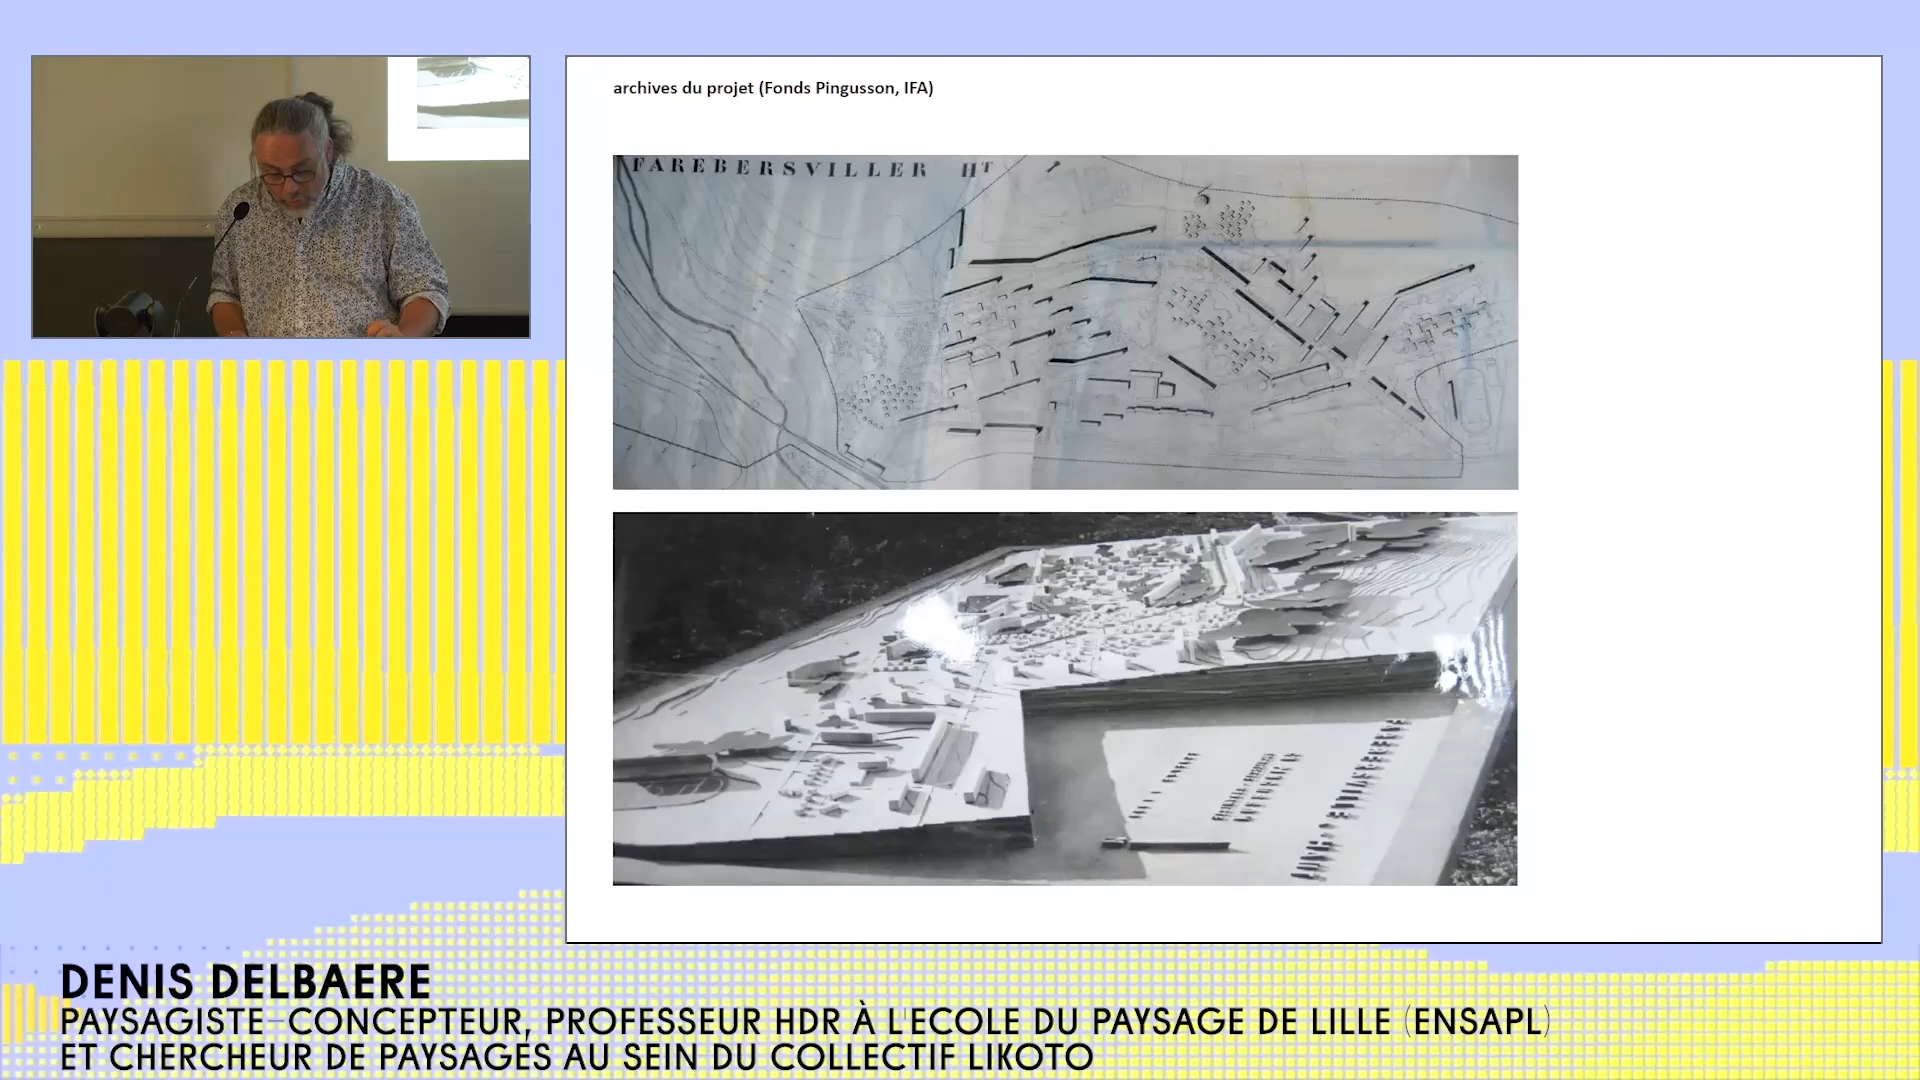 archives du projet (Fonds Pingusson, IFA)
FAREBERSVILLER HT
DENIS DELBAERE
PAYSAGISTE-CONCEPTEUR, PROFESSEUR HDR À L'ECOLE DU PAYSAGE DE LILLE (ENSAPL)
ET CHERCHEUR DE PAYSAGES AU SEIN DU COLLECTIF LIKOTO